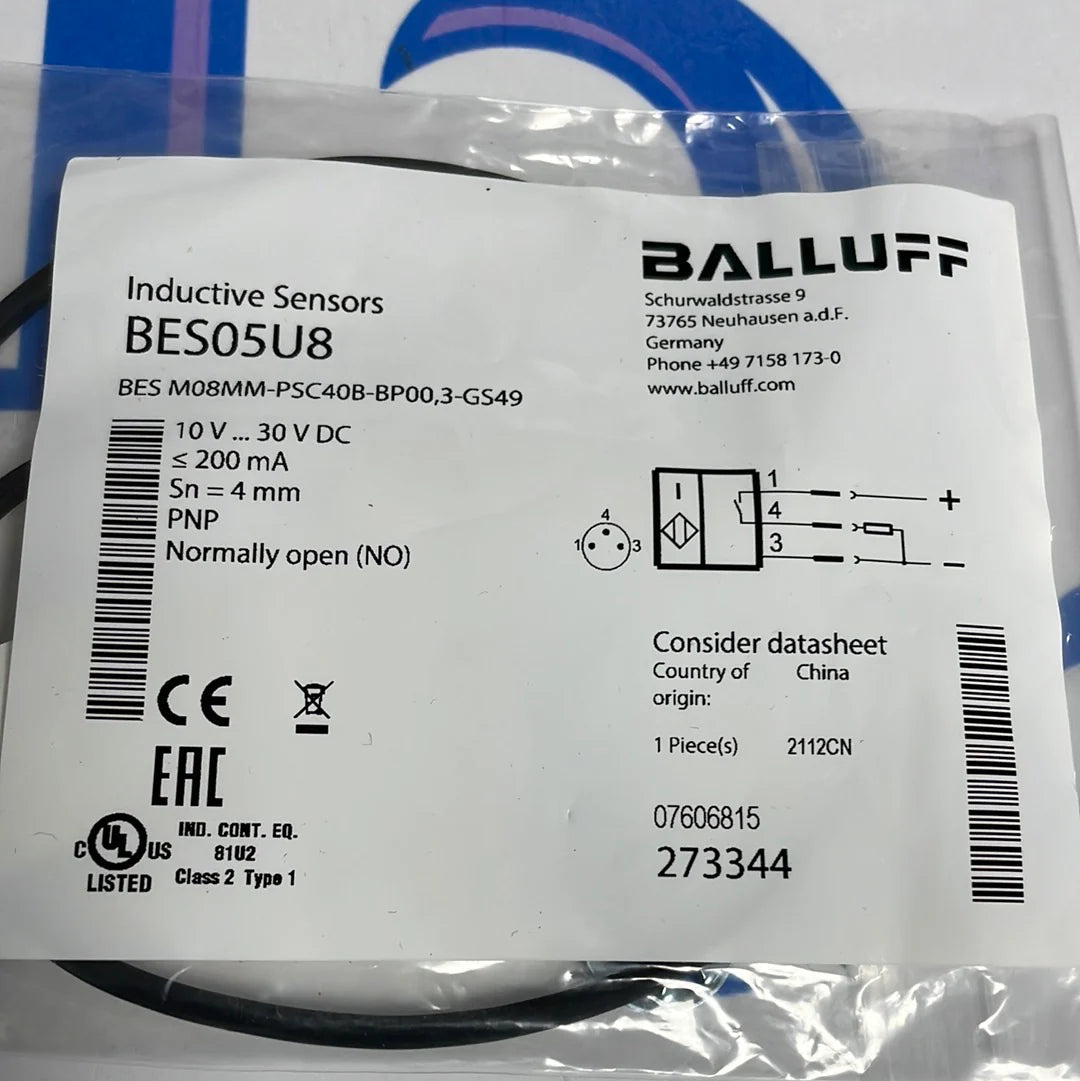 BALLUFF
Schurwaldstrasse 9
73765 Neuhausen a.d.F.
Germany
Phone +49 7158 173-0
www.balluff.com
Inductive Sensors
BES05U8
BES M08MM-PSC40B-BP00,3-GS49
10 V ... 30 V DC
≤ 200 mA
Sn = 4 mm
PNP
Normally open (NO)
4
1 3
1
4
3
+
−
CE
EAC
C UL US
LISTED
IND. CONT. EQ.
81U2
Class 2 Type 1
Consider datasheet
Country of origin: China
1 Piece(s) 2112CN
07606815
273344